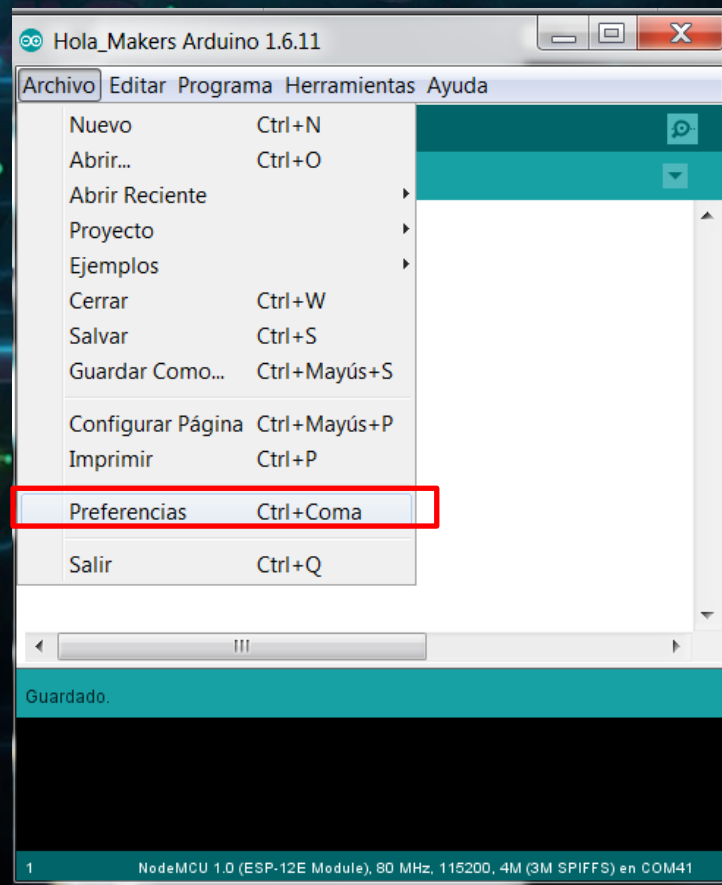 Hola_Makers Arduino 1.6.11
Archivo Editar Programa Herramientas Ayuda
Nuevo Ctrl+N
Abrir... Ctrl+O
Abrir Reciente
Proyecto
Ejemplos
Cerrar Ctrl+W
Salvar Ctrl+S
Guardar Como... Ctrl+Mayús+S
Configurar Página Ctrl+Mayús+P
Imprimir Ctrl+P
Preferencias Ctrl+Coma
Salir Ctrl+Q
Guardado.
1 NodeMCU 1.0 (ESP-12E Module), 80 MHz, 115200, 4M (3M SPIFFS) en COM41